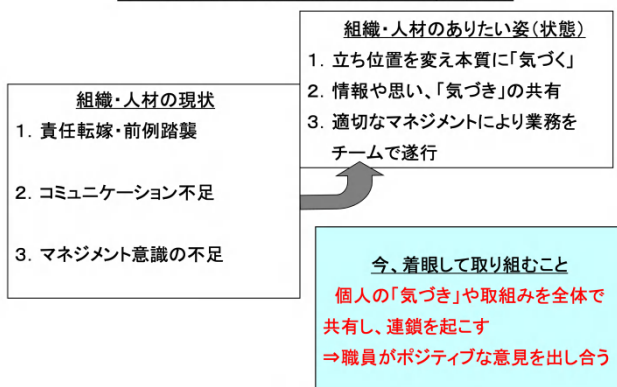 組織・人材のありたい姿（状態）
1．立ち位置を変え本質に「気づく」
2．情報や思い、「気づき」の共有
3．適切なマネジメントにより業務を
チームで遂行
組織・人材の現状
1．責任転嫁・前例踏襲
2．コミュニケーション不足
3．マネジメント意識の不足
今、着眼して取り組むこと
個人の「気づき」や取組みを全体で
共有し、連鎖を起こす
⇒職員がポジティブな意見を出し合う